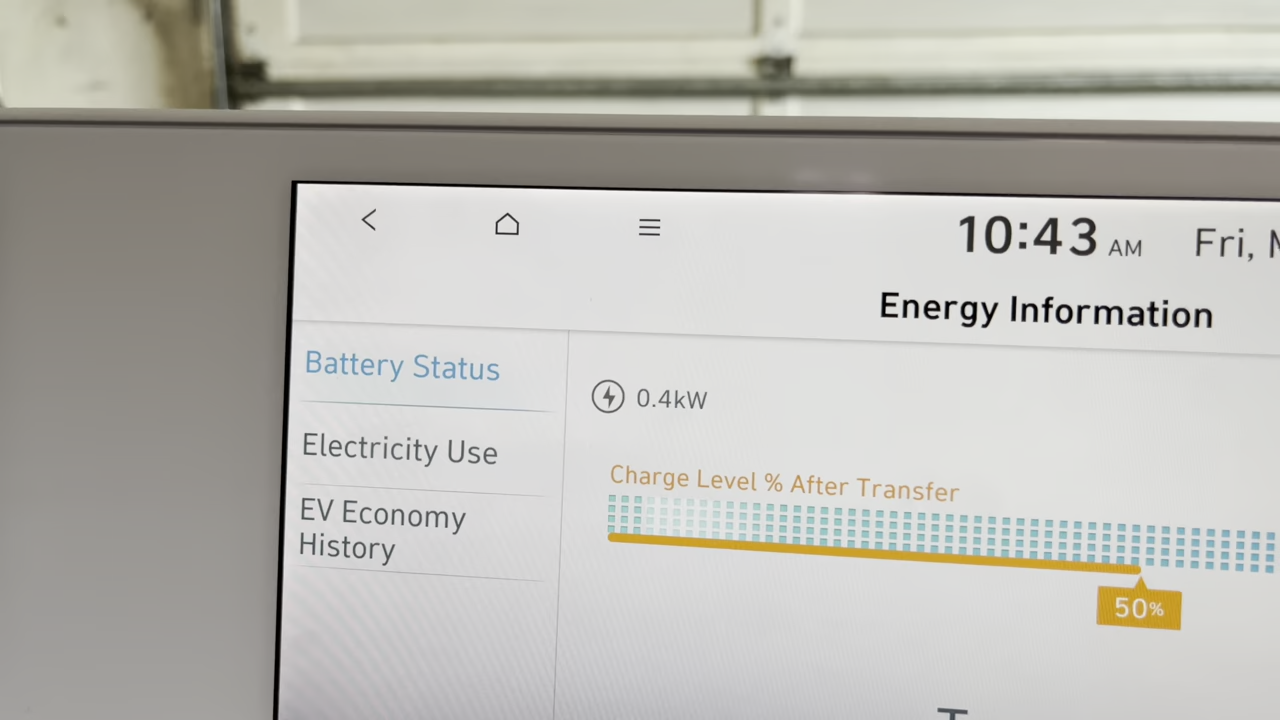 10:43 AM Fri,
Energy Information
Battery Status
0.4kW
Electricity Use
Charge Level % After Transfer
EV Economy
History
50%